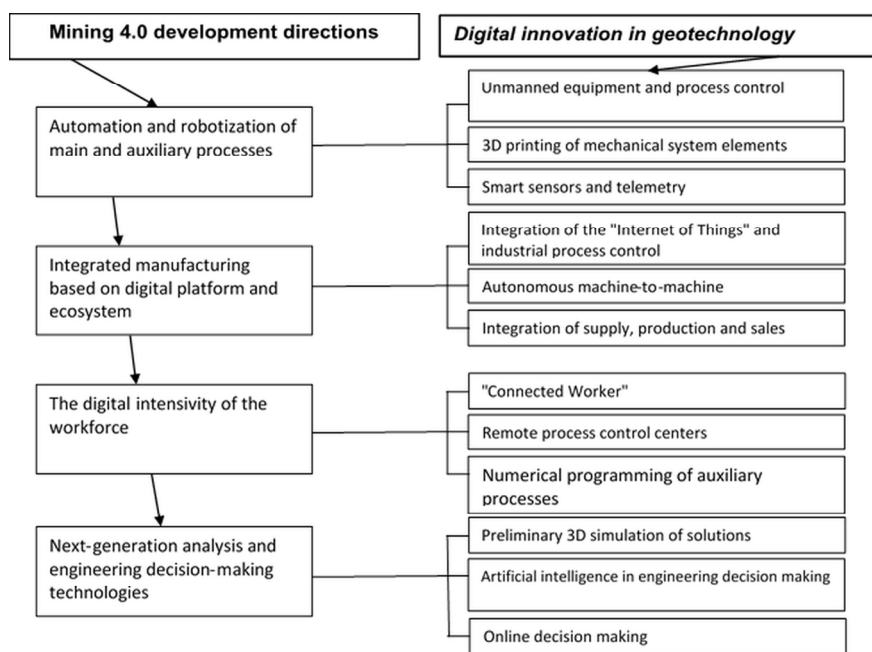 Mining 4.0 development directions
Digital innovation in geotechnology
Automation and robotization of
main and auxiliary processes
Unmanned equipment and process control
3D printing of mechanical system elements
Smart sensors and telemetry
Integrated manufacturing
based on digital platform and
ecosystem
Integration of the "Internet of Things" and
industrial process control
Autonomous machine-to-machine
Integration of supply, production and sales
The digital intensivity of the
workforce
"Connected Worker"
Remote process control centers
Numerical programming of auxiliary
processes
Next-generation analysis and
engineering decision-making
technologies
Preliminary 3D simulation of solutions
Artificial intelligence in engineering decision making
Online decision making